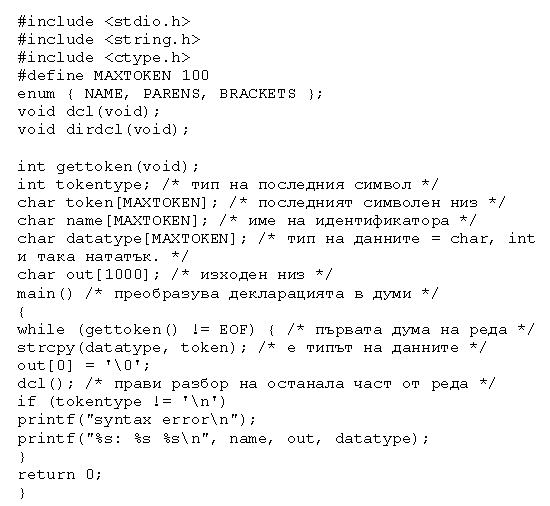 #include <stdio.h>
#include <string.h>
#include <ctype.h>
#define MAXTOKEN 100
enum { NAME, PARENS, BRACKETS };
void dcl(void);
void dirdcl(void);

int gettoken(void);
int tokentype; /* тип на последния символ */
char token[MAXTOKEN]; /* последният символен низ */
char name[MAXTOKEN]; /* име на идентификатора */
char datatype[MAXTOKEN]; /* тип на данните = char, int
и така нататък. */
char out[1000]; /* изходен низ */
main() /* преобразува декларацията в думи */
{
while (gettoken() != EOF) { /* първата дума на реда */
strcpy(datatype, token); /* е типът на данните */
out[0] = '\0';
dcl(); /* прави разбор на останала част от реда */
if (tokentype != '\n')
printf("syntax error\n");
printf("%s: %s %s\n", name, out, datatype);
}
return 0;
}